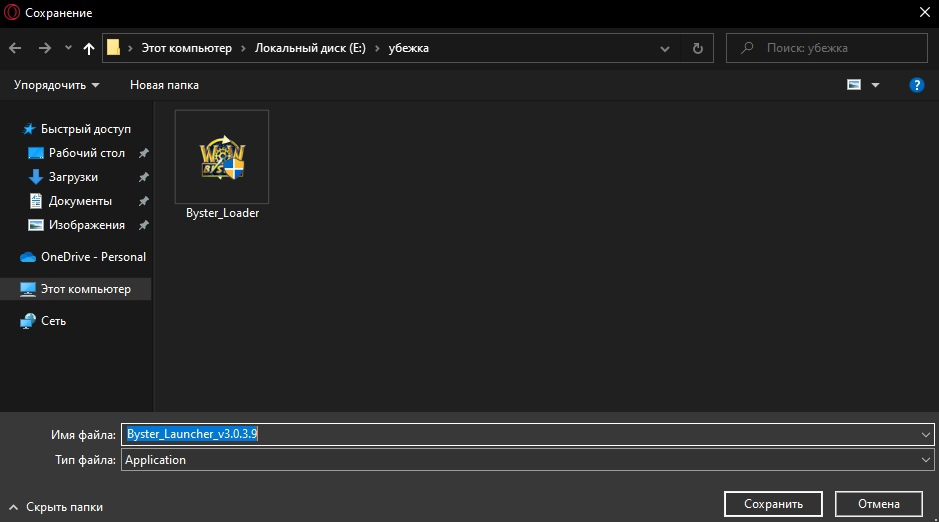 Сохранение
Этот компьютер › Локальный диск (E:) › убежка
Поиск: убежка
Упорядочить
Новая папка
Быстрый доступ
Рабочий стол
Загрузки
Документы
Изображения
OneDrive - Personal
Этот компьютер
Сеть
WOW
Byster_Loader
Имя файла: Byster_Launcher_v3.0.3.9
Тип файла: Application
Скрыть папки
Сохранить
Отмена